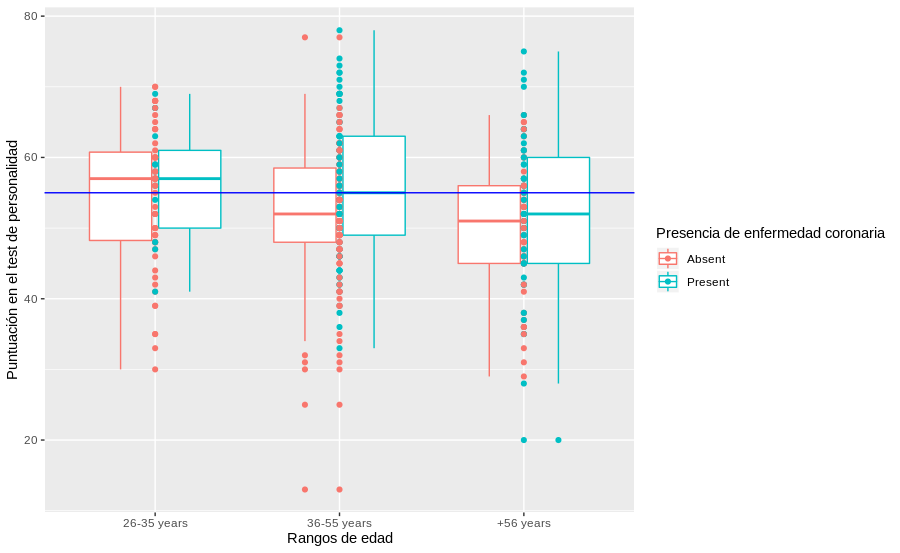 Puntuación en el test de personalidad
80
60
40
20
26-35 years
36-55 years
+56 years
Rangos de edad
Presencia de enfermedad coronaria
Absent
Present